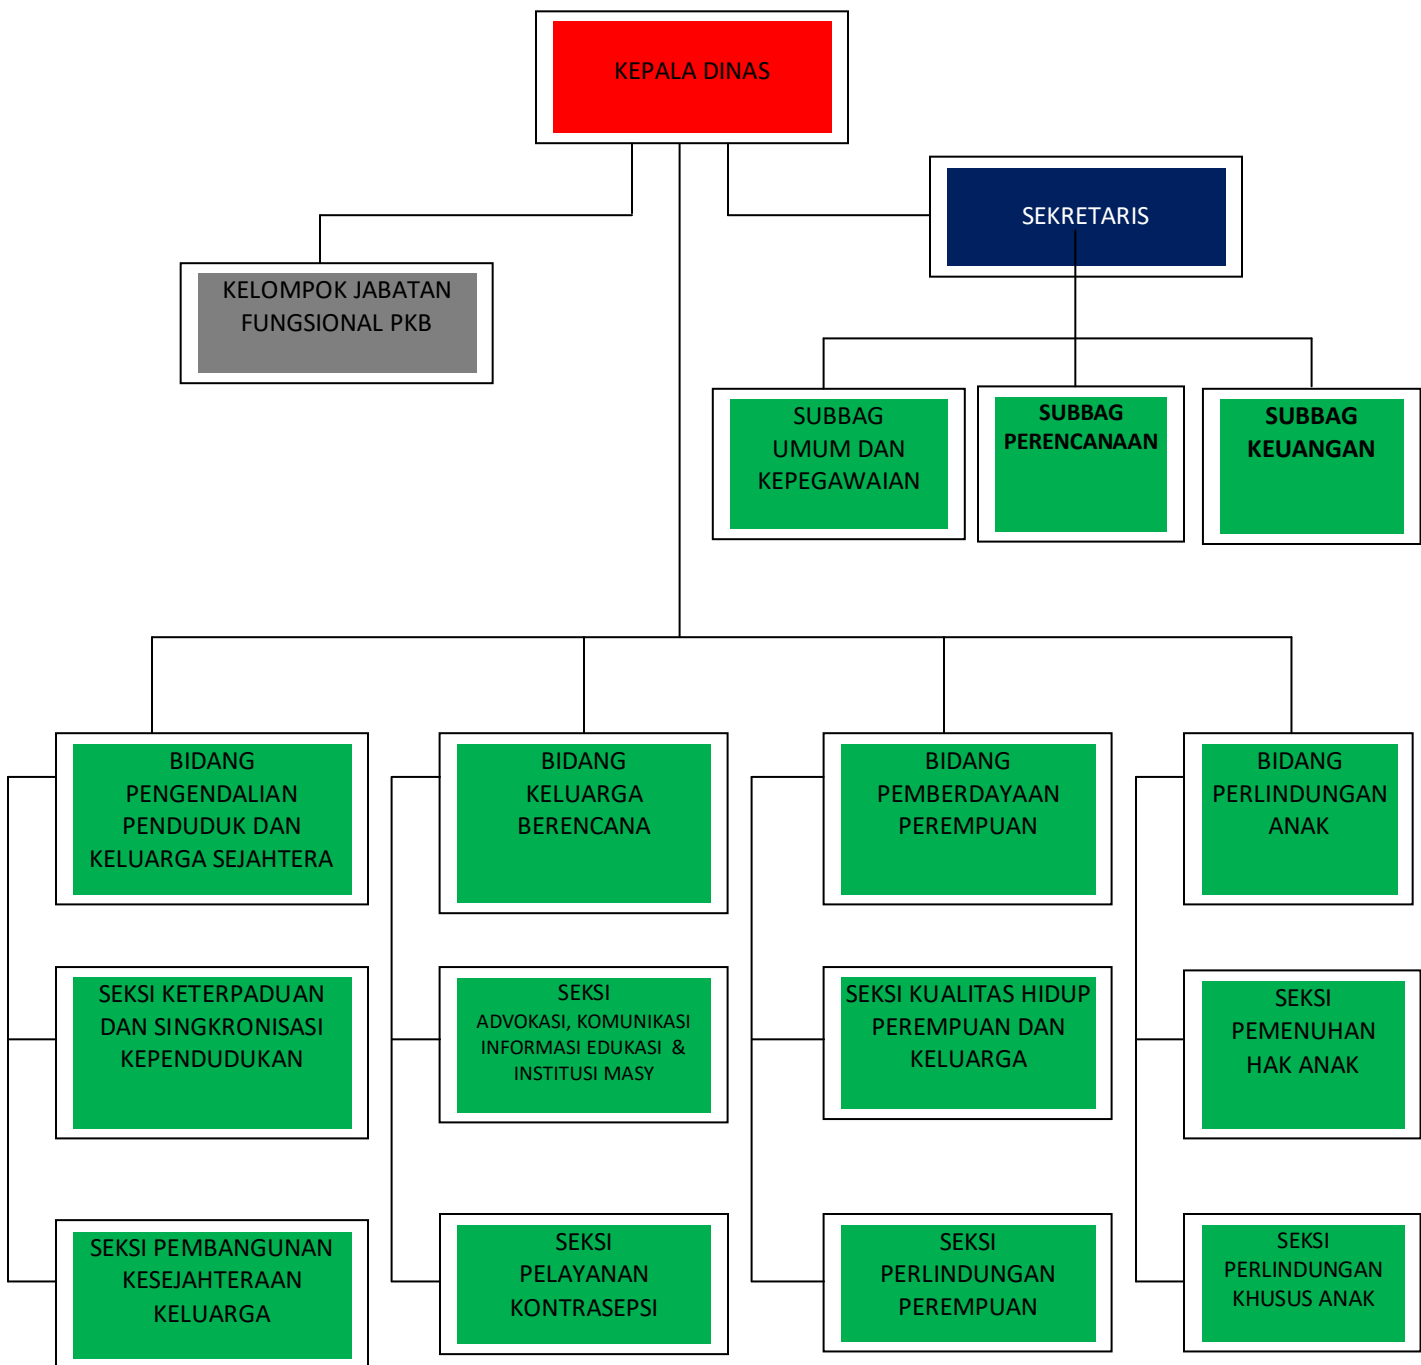 KEPALA DINAS
SEKRETARIS
KELOMPOK JABATAN
FUNGSIONAL PKB
SUBBAG
UMUM DAN
KEPEGAWAIAN
SUBBAG
PERENCANAAN
SUBBAG
KEUANGAN
BIDANG
PENGENDALIAN
PENDUDUK DAN
KELUARGA SEJAHTERA
BIDANG
KELUARGA
BERENCANA
BIDANG
PEMBERDAYAAN
PEREMPUAN
BIDANG
PERLINDUNGAN
ANAK
SEKSI KETERPADUAN
DAN SINGKRONISASI
KEPENDUDUKAN
SEKSI
ADVOKASI, KOMUNIKASI
INFORMASI EDUKASI &
INSTITUSI MASY
SEKSI KUALITAS HIDUP
PEREMPUAN DAN
KELUARGA
SEKSI
PEMENUHAN
HAK ANAK
SEKSI PEMBANGUNAN
KESEJAHTERAAN
KELUARGA
SEKSI
PELAYANAN
KONTRASEPSI
SEKSI
PERLINDUNGAN
PEREMPUAN
SEKSI
PERLINDUNGAN
KHUSUS ANAK